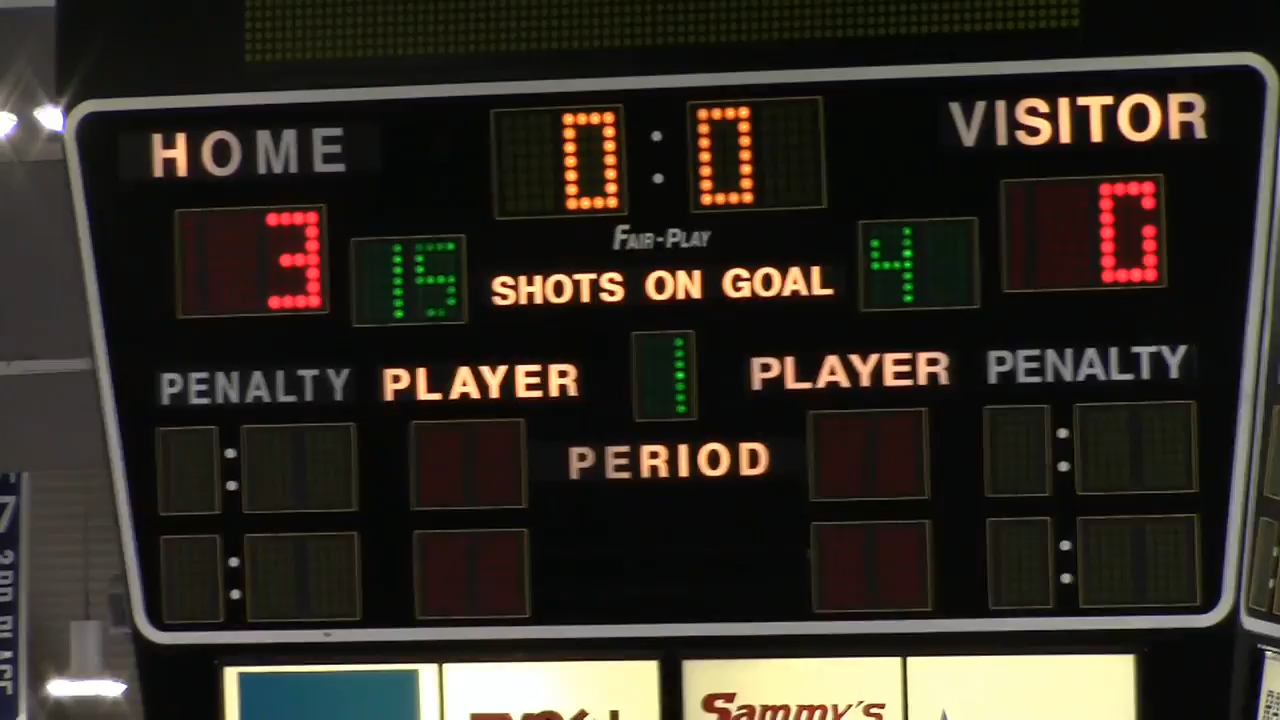 HOME 0:0 VISITOR
3 15 FAIR-PLAY 4 0
SHOTS ON GOAL
PENALTY PLAYER 1 PLAYER PENALTY
: PERIOD :
: :
Sammy's